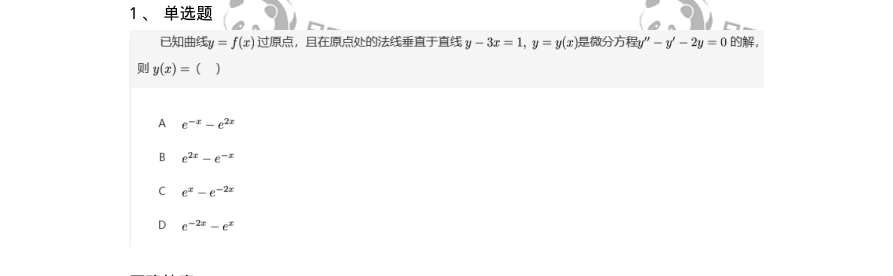 1、 单选题
已知曲线y = f(x)过原点，且在原点处的法线垂直于直线 y − 3x = 1, y = y(x)是微分方程y″ − y′ − 2y = 0 的解,
则 y(x) = （ ）
A e^{-x} − e^{2x}
B e^{2x} − e^{-x}
C e^{x} − e^{-2x}
D e^{-2x} − e^{x}